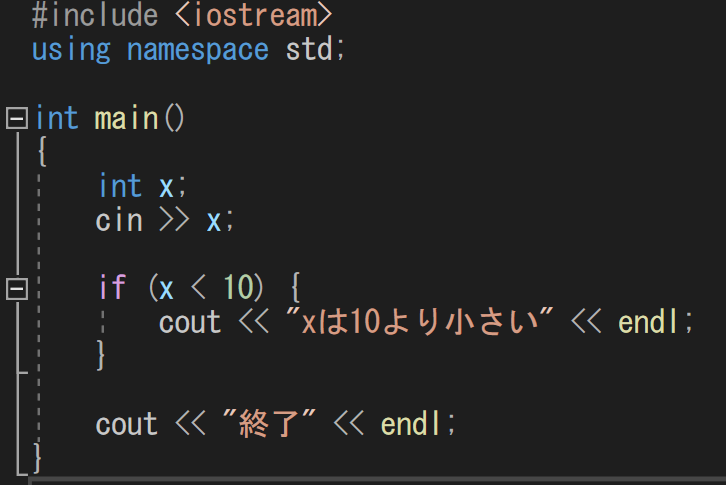 #include <iostream>
using namespace std;
int main()
{
int x;
cin >> x;
if (x < 10) {
cout << "xは10より小さい" << endl;
}
cout << "終了" << endl;
}